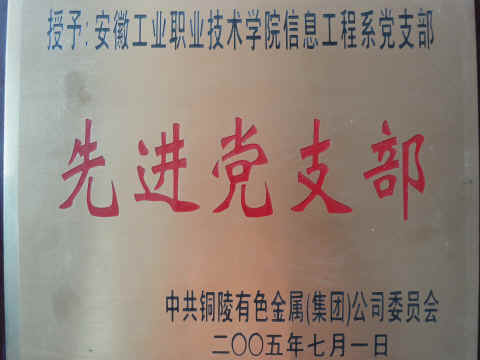 授予:安徽工业职业技术学院信息工程系党支部
先进党支部
中共铜陵有色金属(集团)公司委员会
二〇〇五年七月一日